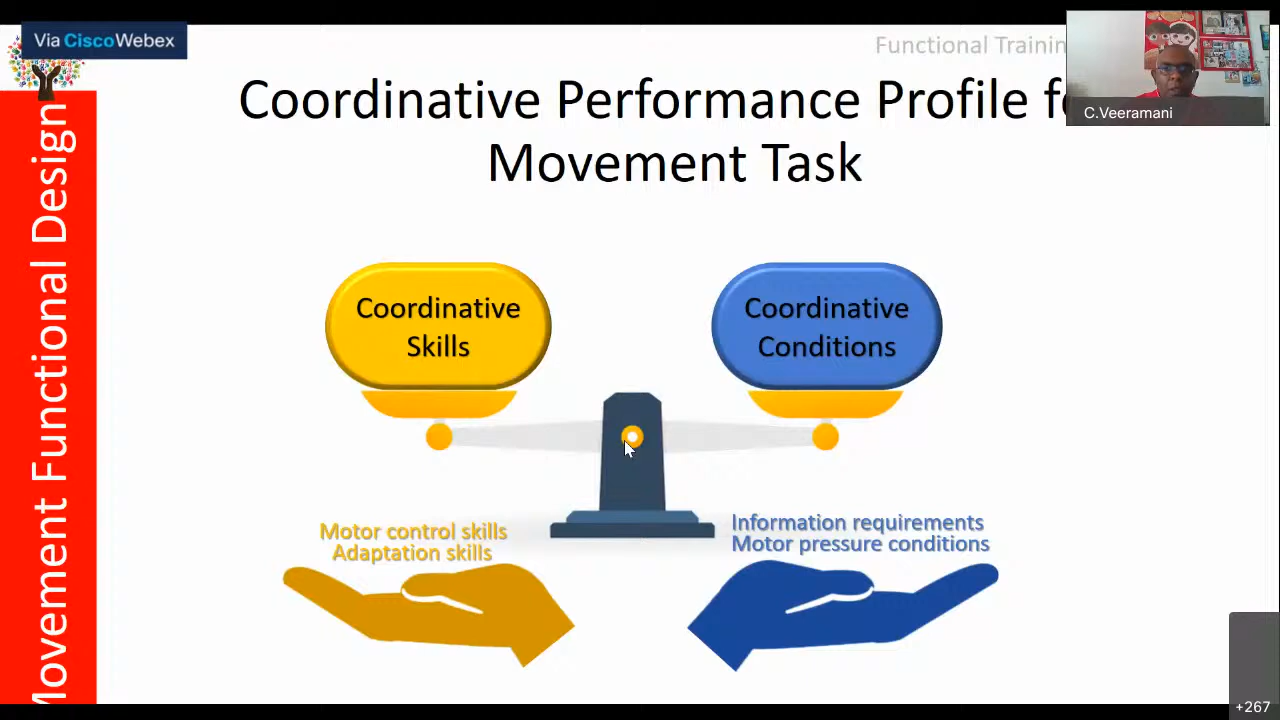 Via CiscoWebex
Functional
Coordinative Performance Profile
Movement Task
C.Veeramani
Movement Functional Design
Coordinative
Skills
Coordinative
Conditions
Motor control skills
Adaptation skills
Information requirements
Motor pressure conditions
+267